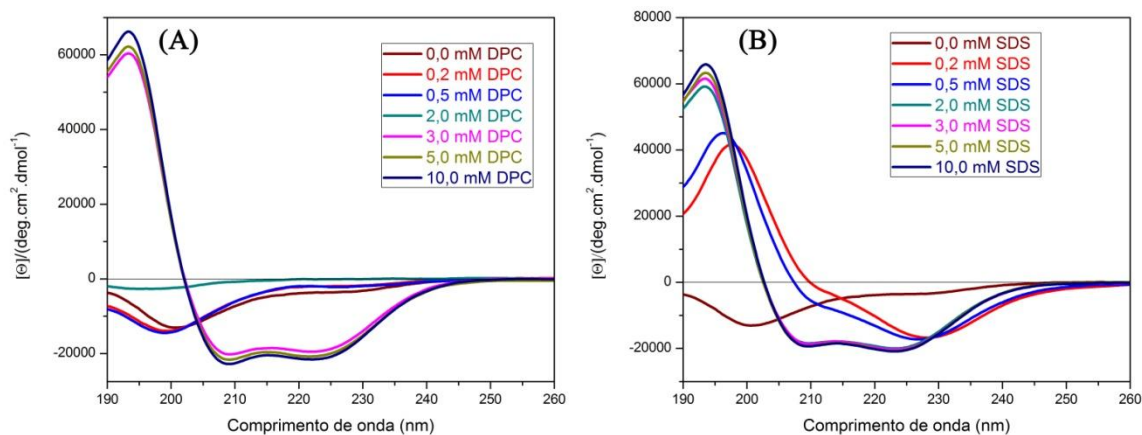 (A)
0,0 mM DPC
0,2 mM DPC
0,5 mM DPC
2,0 mM DPC
3,0 mM DPC
5,0 mM DPC
10,0 mM DPC
60000
40000
20000
0
-20000
[Θ]/(deg.cm².dmol⁻¹)
190 200 210 220 230 240 250 260
Comprimento de onda (nm)
(B)
0,0 mM SDS
0,2 mM SDS
0,5 mM SDS
2,0 mM SDS
3,0 mM SDS
5,0 mM SDS
10,0 mM SDS
80000
60000
40000
20000
0
-20000
[Θ]/(deg.cm².dmol⁻¹)
190 200 210 220 230 240 250 260
Comprimento de onda (nm)